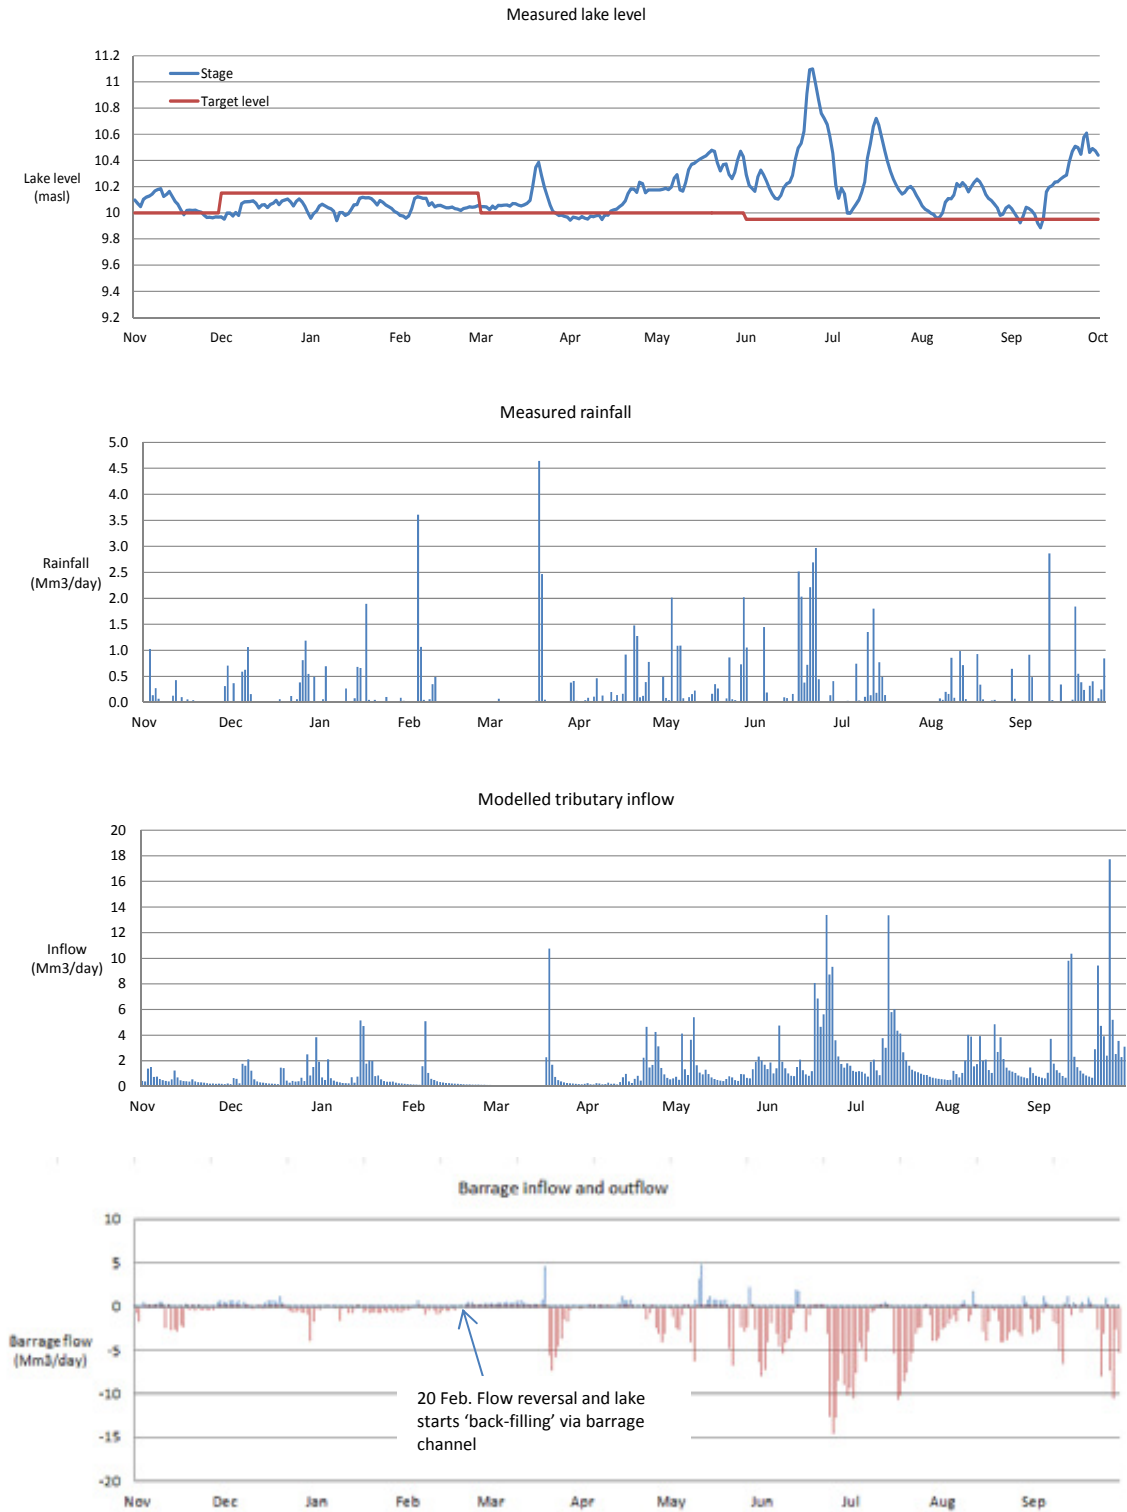 Measured lake level
11.2
11
10.8
10.6
10.4
10.2
10
9.8
9.6
9.4
9.2
Lake level
(masl)
Stage
Target level
Nov Dec Jan Feb Mar Apr May Jun Jul Aug Sep Oct
Measured rainfall
5.0
4.5
4.0
3.5
3.0
2.5
2.0
1.5
1.0
0.5
0.0
Rainfall
(Mm3/day)
Nov Dec Jan Feb Mar Apr May Jun Jul Aug Sep
Modelled tributary inflow
20
18
16
14
12
10
8
6
4
2
0
Inflow
(Mm3/day)
Nov Dec Jan Feb Mar Apr May Jun Jul Aug Sep
Barrage inflow and outflow
10
5
0
-5
-10
-15
-20
Barrage flow
(Mm3/day)
20 Feb. Flow reversal and lake
starts ‘back-filling’ via barrage
channel
Nov Dec Jan Feb Mar Apr May Jun Jul Aug Sep